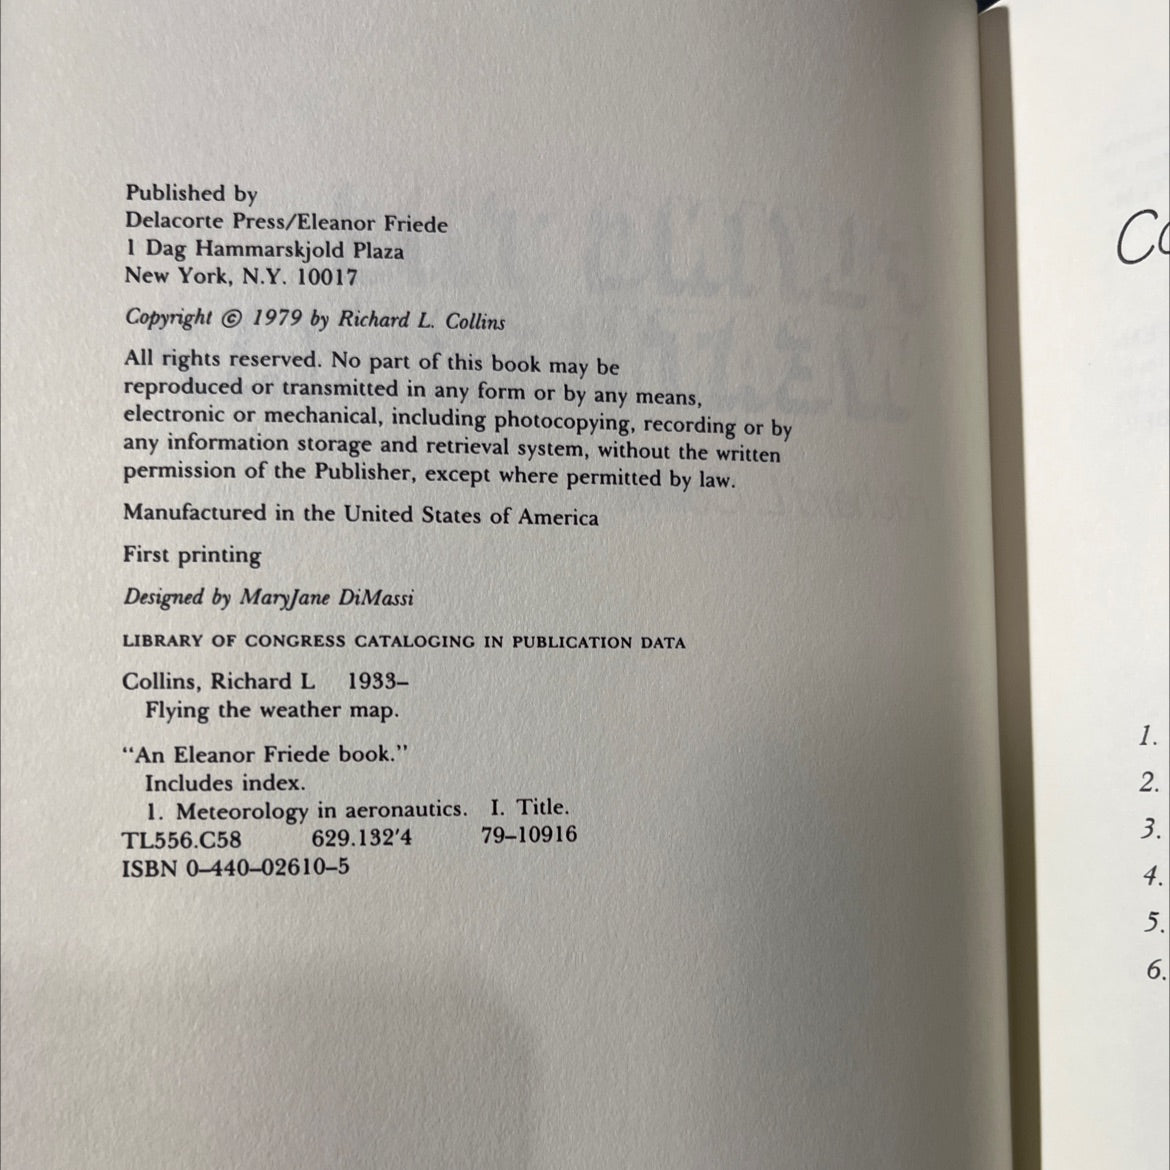 Published by
Delacorte Press/Eleanor Friede
1 Dag Hammarskjold Plaza
New York, N.Y. 10017
Copyright © 1979 by Richard L. Collins
All rights reserved. No part of this book may be
reproduced or transmitted in any form or by any means,
electronic or mechanical, including photocopying, recording or by
any information storage and retrieval system, without the written
permission of the Publisher, except where permitted by law.
Manufactured in the United States of America
First printing
Designed by MaryJane DiMassi
LIBRARY OF CONGRESS CATALOGING IN PUBLICATION DATA
Collins, Richard L 1933–
Flying the weather map.
“An Eleanor Friede book.”
Includes index.
1. Meteorology in aeronautics. I. Title.
TL556.C58 629.132′4 79–10916
ISBN 0–440–02610–5
1.
2.
3.
4.
5.
6.